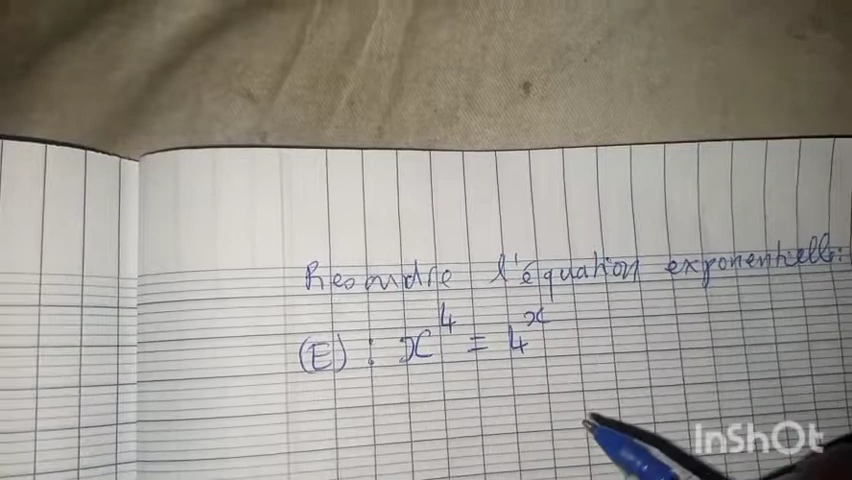 Resoudre l'équation exponentielle:
(E) : x⁴ = 4ˣ
InShOt